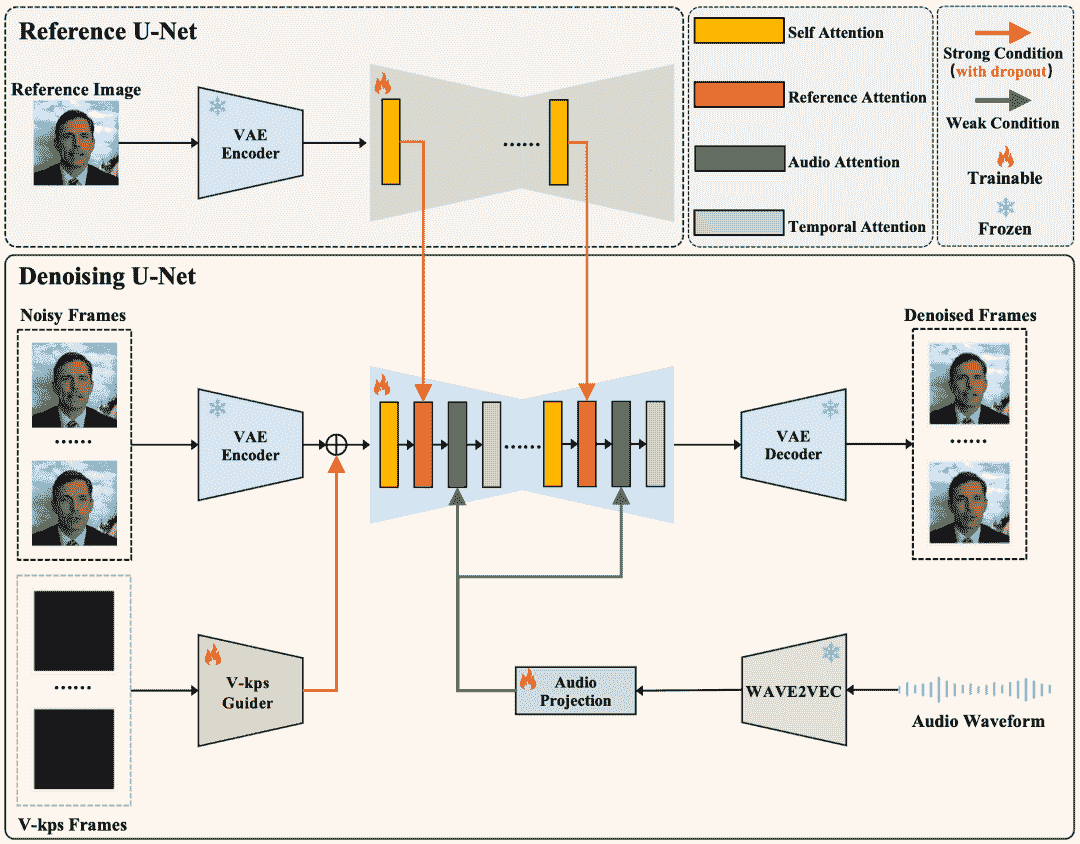 Reference U-Net
Reference Image
VAE
Encoder
......
Self Attention
Reference Attention
Audio Attention
Temporal Attention
Strong Condition
(with dropout)
Weak Condition
Trainable
Frozen
Denoising U-Net
Noisy Frames
......
VAE
Encoder
......
VAE
Decoder
Denoised Frames
......
......
V-kps Frames
V-kps
Guider
Audio
Projection
WAVE2VEC
Audio Waveform